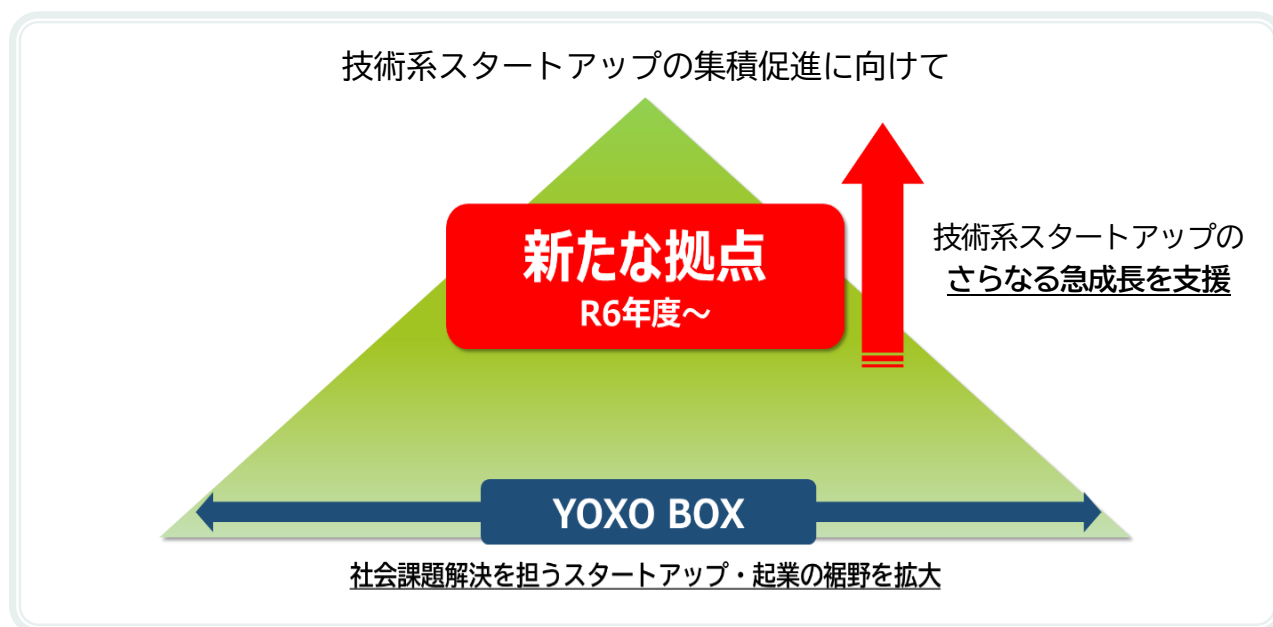 技術系スタートアップの集積促進に向けて
新たな拠点
R6年度～
技術系スタートアップの
さらなる急成長を支援
YOXO BOX
社会課題解決を担うスタートアップ・起業の裾野を拡大